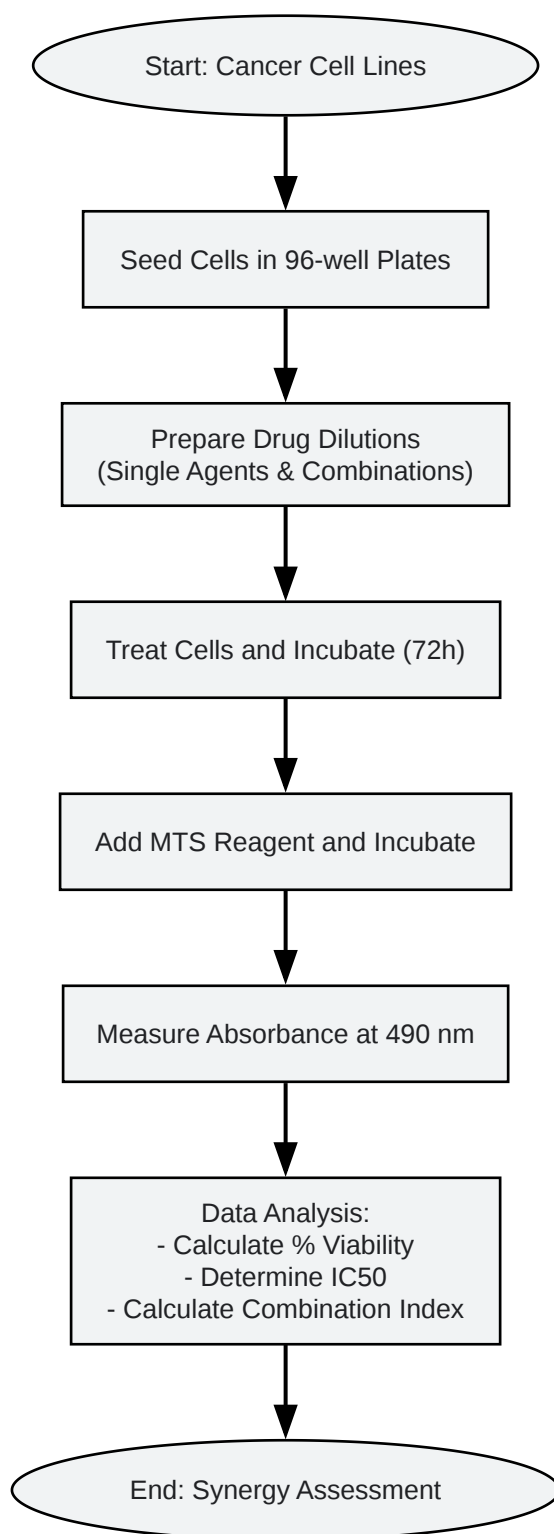 Start: Cancer Cell Lines
Seed Cells in 96-well Plates
Prepare Drug Dilutions
(Single Agents & Combinations)
Treat Cells and Incubate (72h)
Add MTS Reagent and Incubate
Measure Absorbance at 490 nm
Data Analysis:
- Calculate % Viability
- Determine IC50
- Calculate Combination Index
End: Synergy Assessment